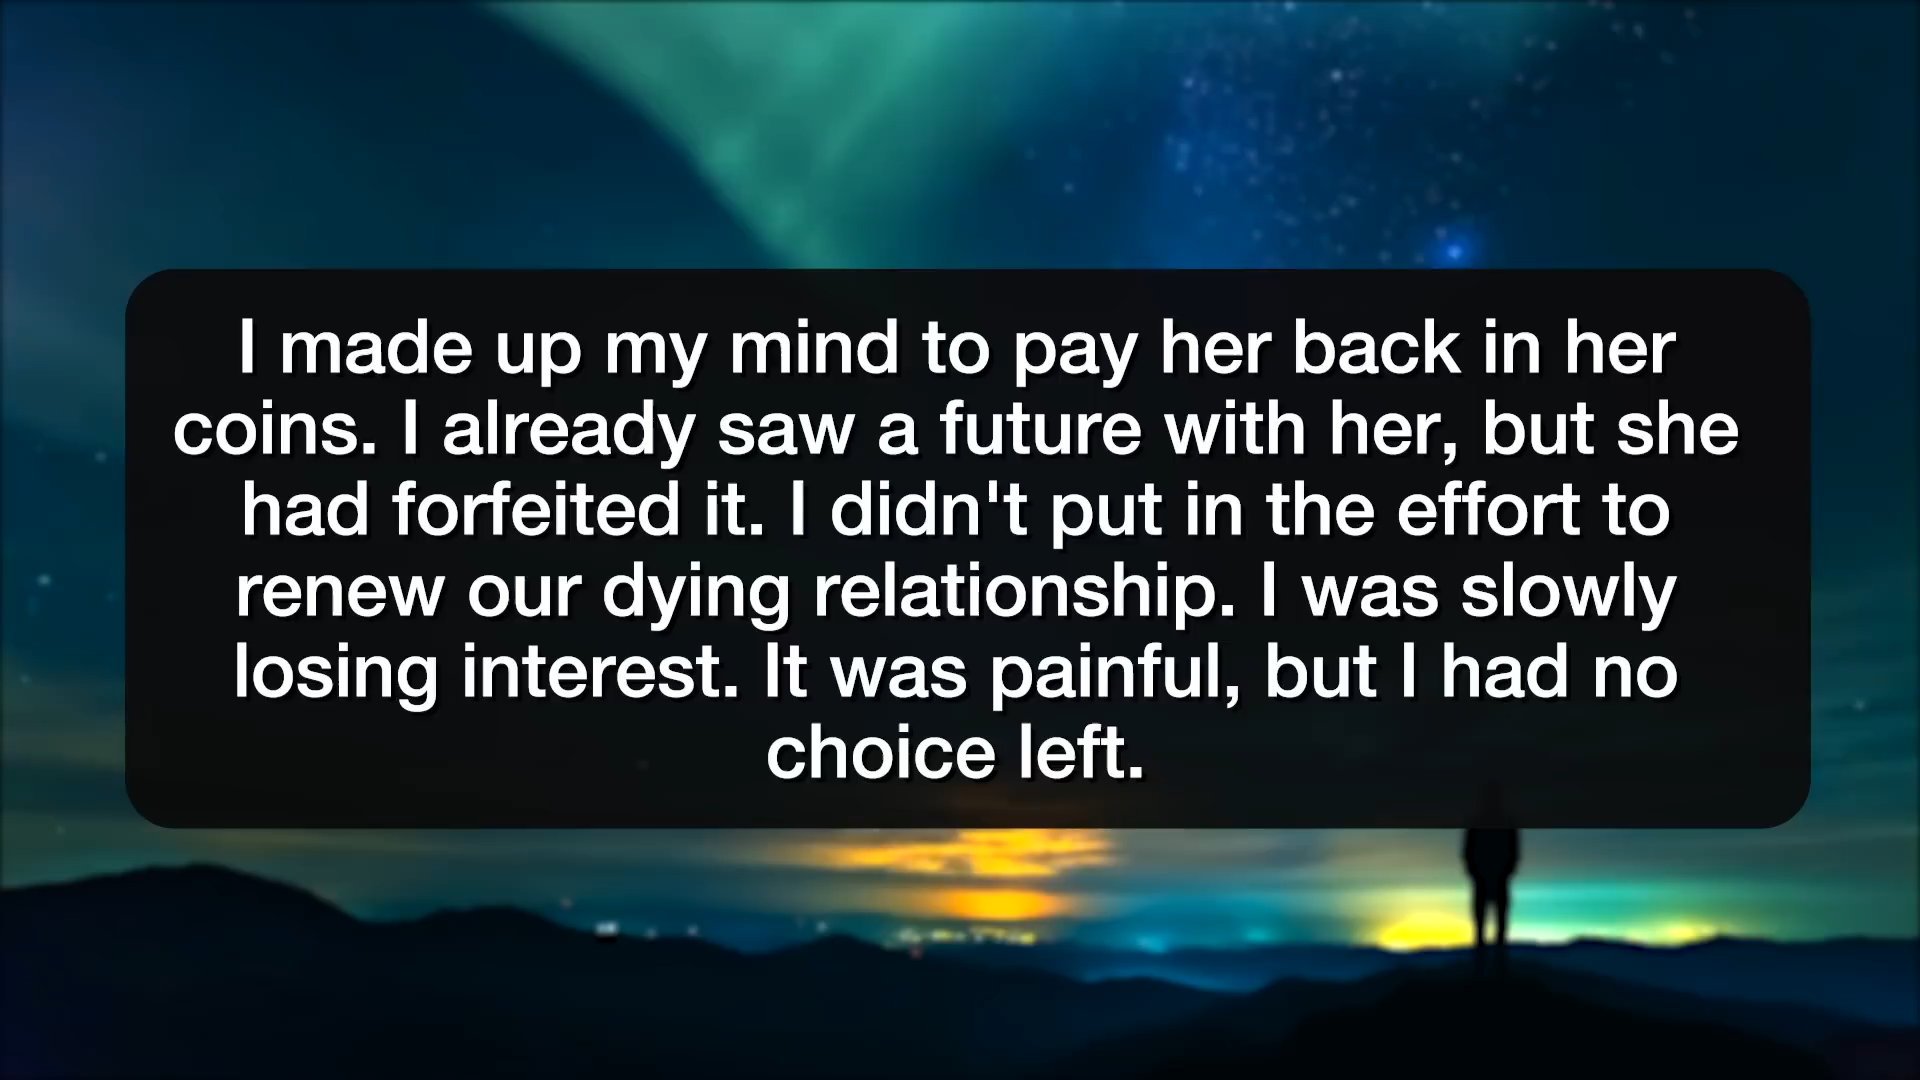 I made up my mind to pay her back in her
coins. I already saw a future with her, but she
had forfeited it. I didn't put in the effort to
renew our dying relationship. I was slowly
losing interest. It was painful, but I had no
choice left.